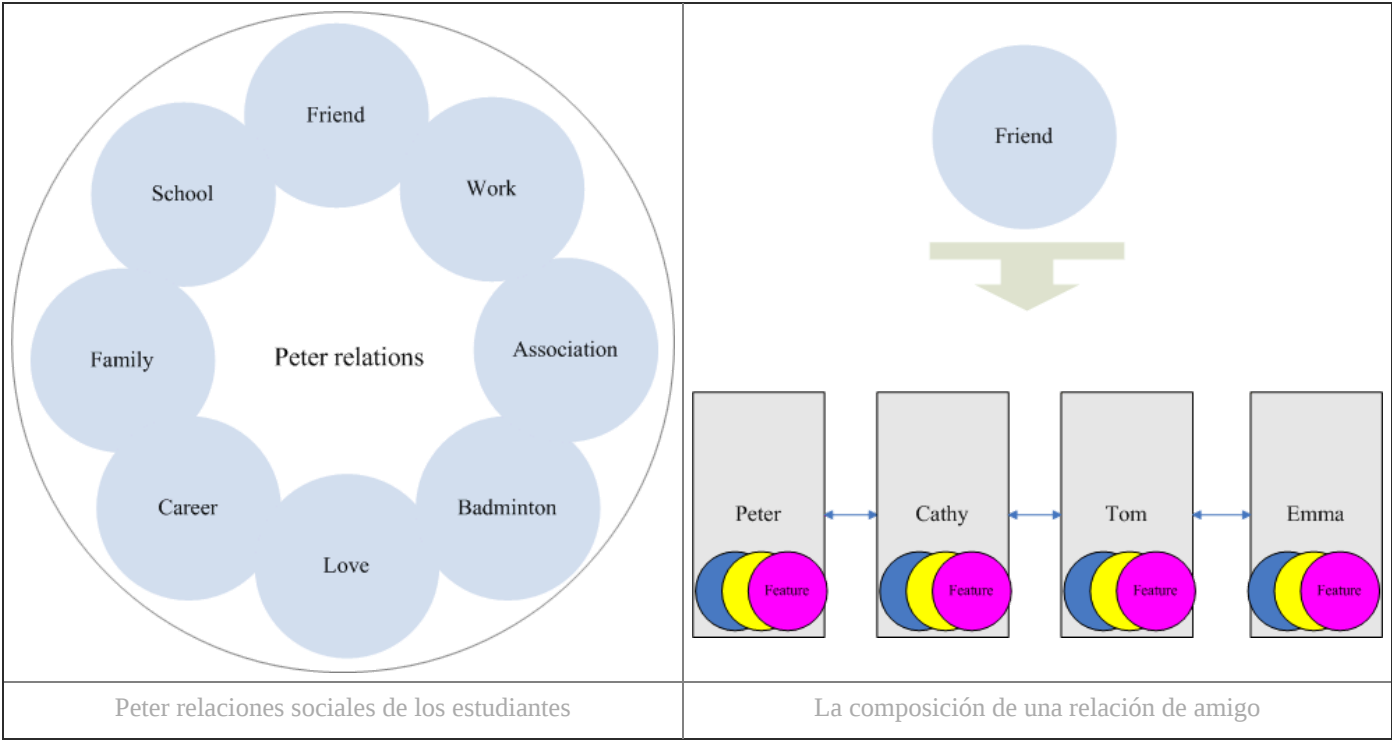 Friend
Work
School
Association
Family
Peter relations
Badminton
Career
Love
Peter relaciones sociales de los estudiantes
Friend
Peter
Cathy
Tom
Emma
Feature
Feature
Feature
Feature
La composición de una relación de amigo